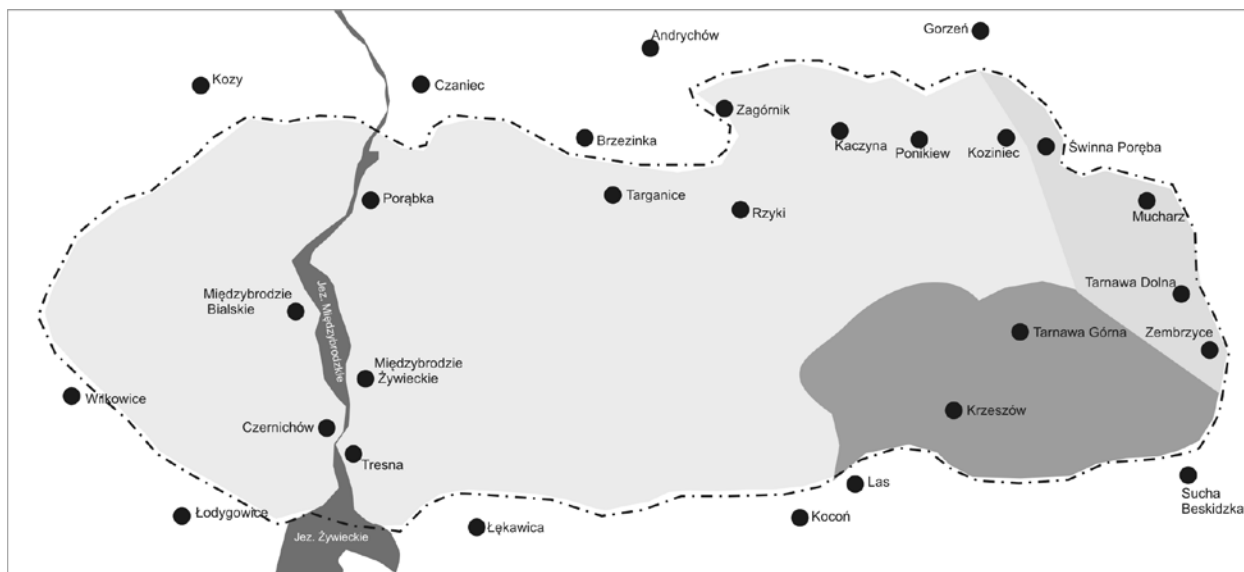 Gorzeń
Andrychów
Kozy
Czaniec
Zagórnik
Brzezinka
Kaczyna
Ponikiew
Koziniec
Świnna Poręba
Porąbka
Targanice
Rzyki
Mucharz
Międzybrodzie
Bialskie
Jez. Międzybrodzkie
Tarnawa Dolna
Tarnawa Górna
Zembrzyce
Międzybrodzie
Żywieckie
Wilkowice
Krzeszów
Czernichów
Tresna
Las
Sucha
Beskidzka
Łodygowice
Łękawica
Kocoń
Jez. Żywieckie